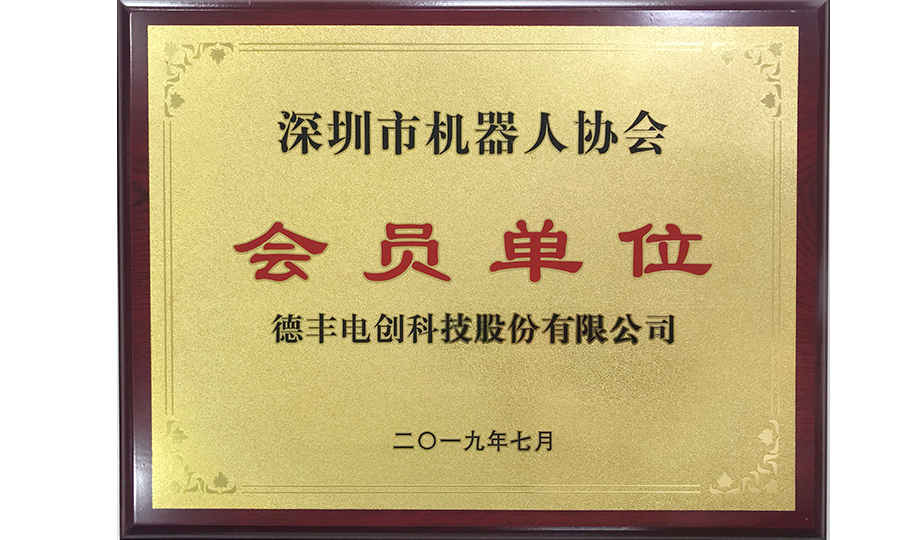 深圳市机器人协会
会员单位
德丰电创科技股份有限公司
二〇一九年七月